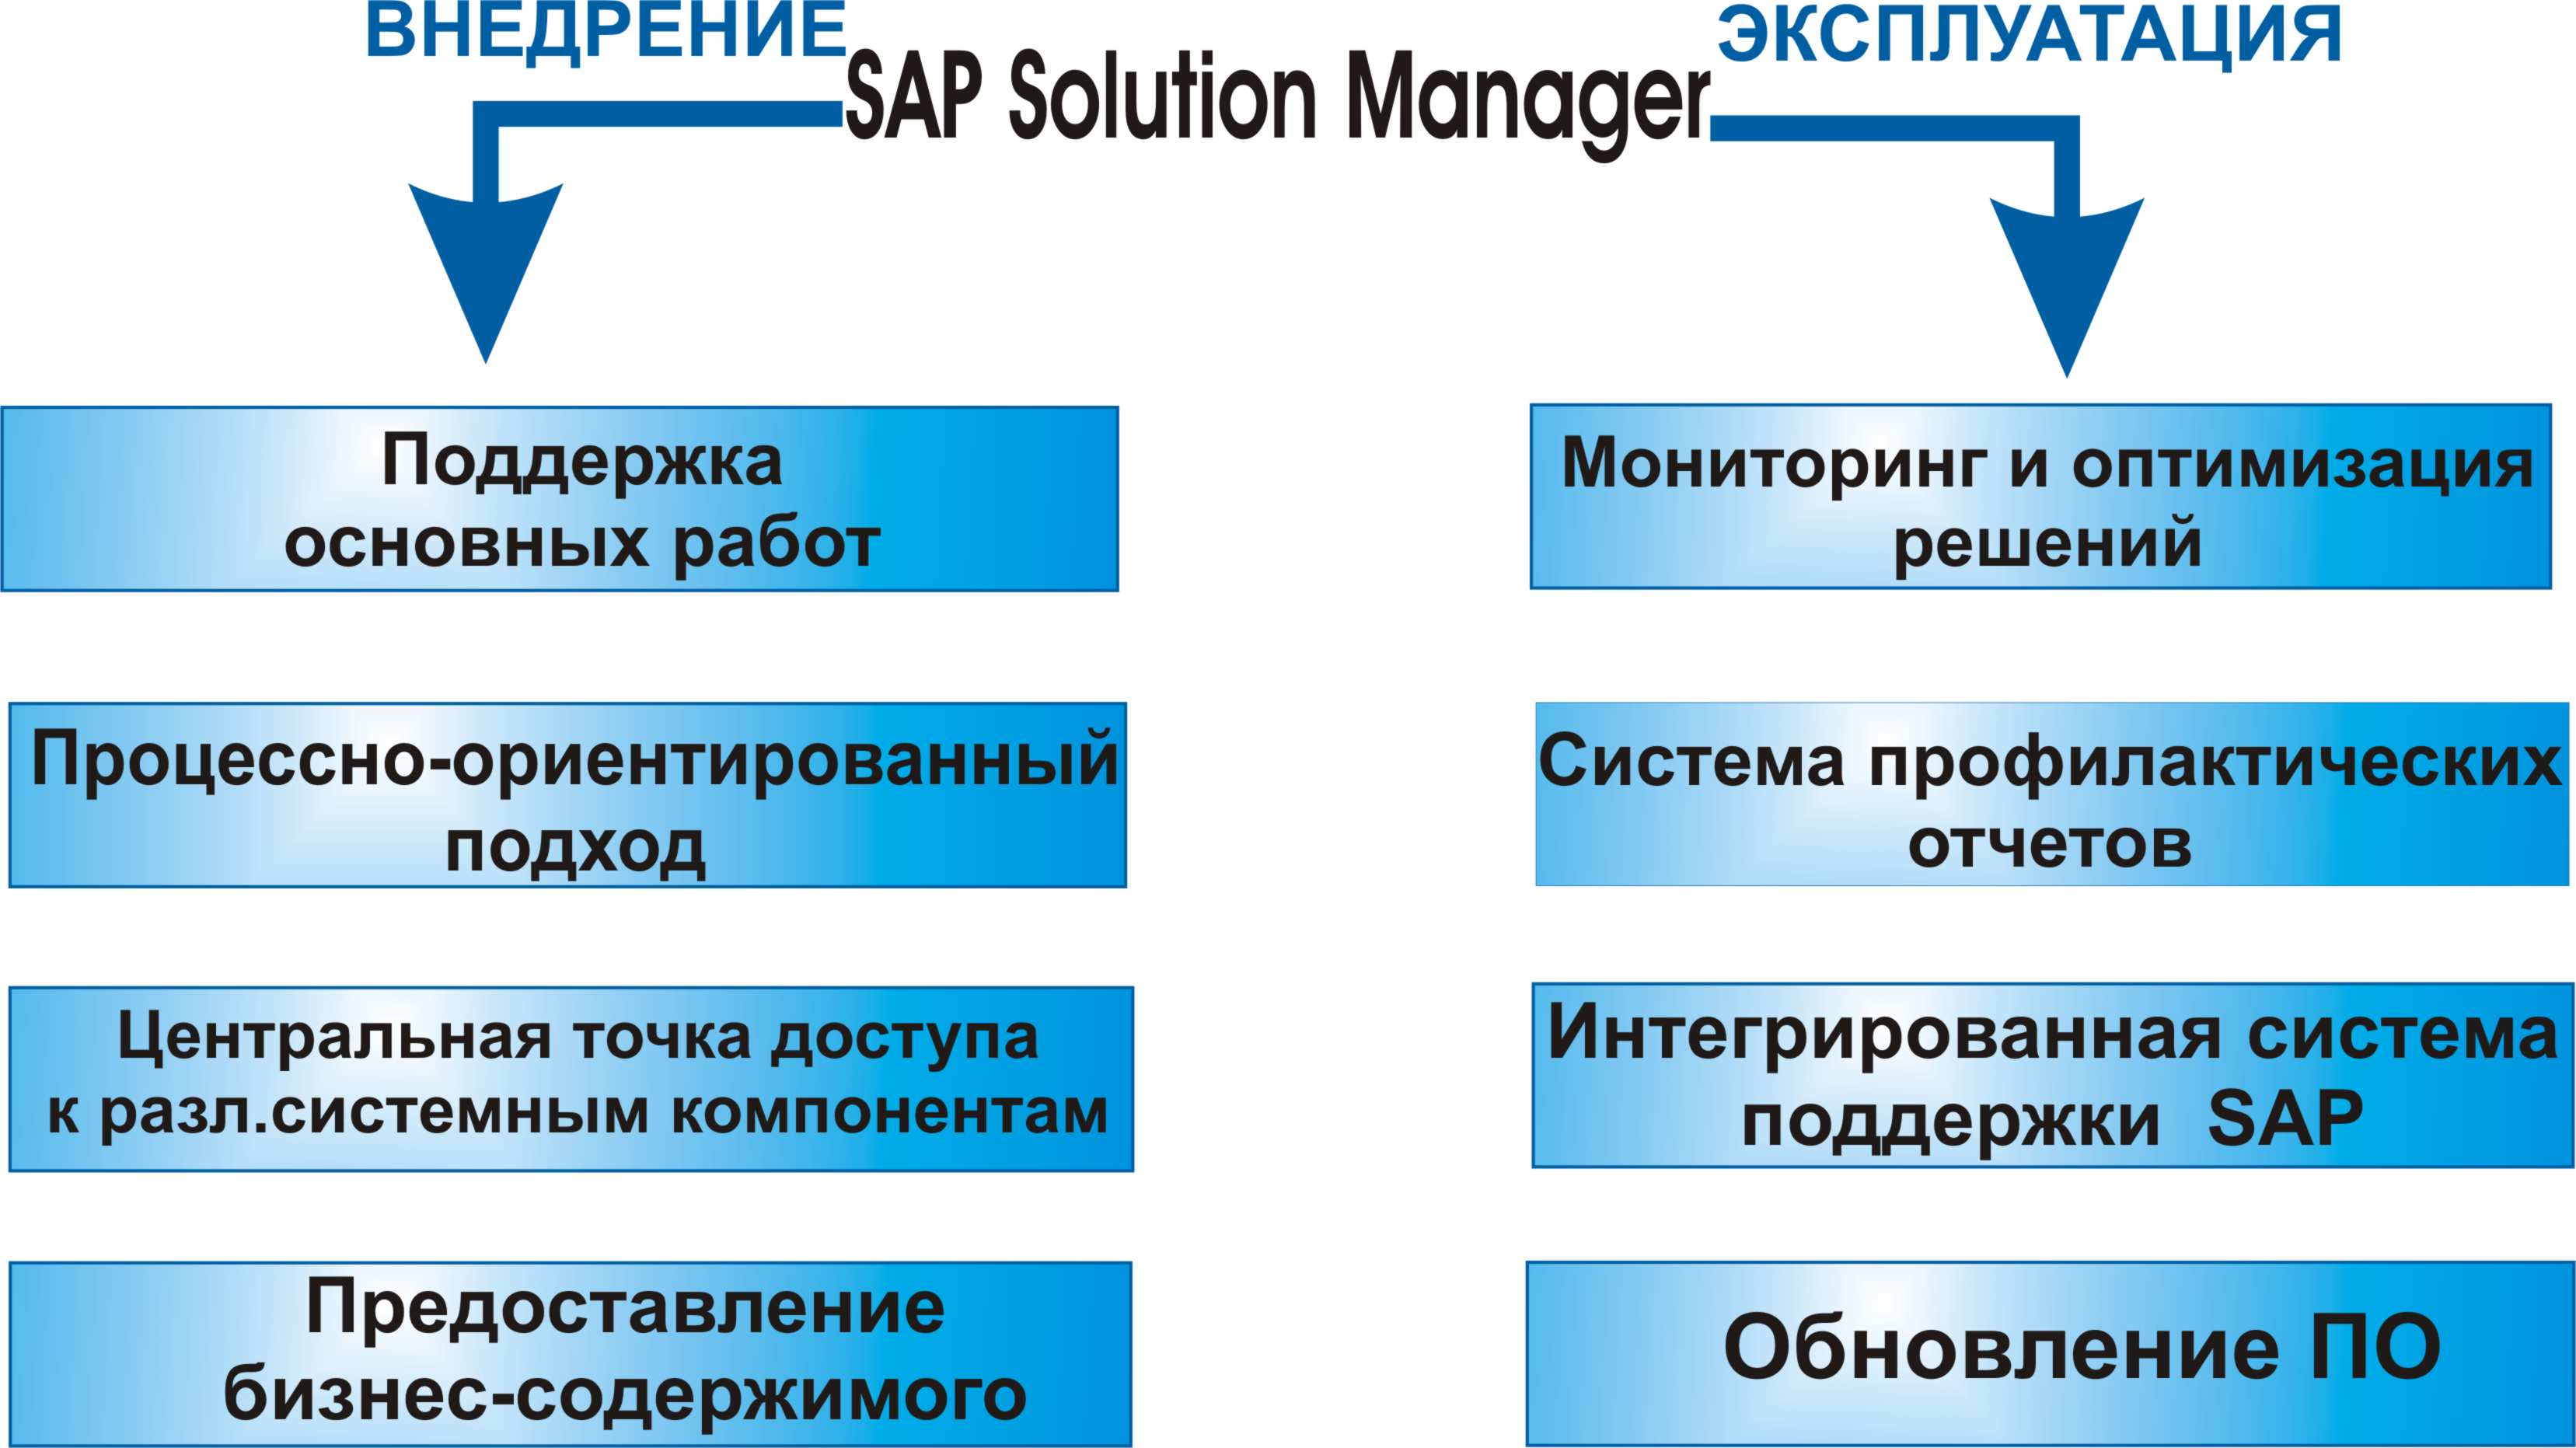 ВНЕДРЕНИЕ
SAP Solution Manager
ЭКСПЛУАТАЦИЯ
Поддержка
основных работ
Процессно-ориентированный
подход
Центральная точка доступа
к разл.системным компонентам
Предоставление
бизнес-содержимого
Мониторинг и оптимизация
решений
Система профилактических
отчетов
Интегрированная система
поддержки SAP
Обновление ПО